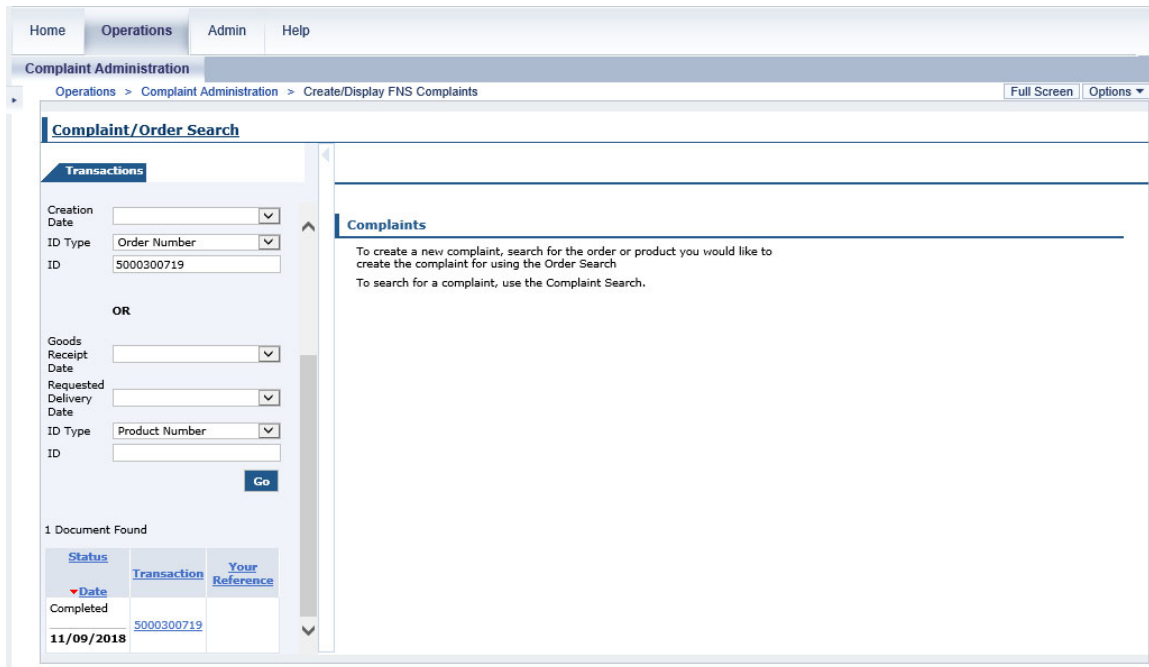 Home Operations Admin Help
Complaint Administration
Operations > Complaint Administration > Create/Display FNS Complaints Full Screen Options
Complaint/Order Search
Transactions
Creation
Date
ID Type Order Number
ID 5000300719
OR
Goods
Receipt
Date
Requested
Delivery
Date
ID Type Product Number
ID
Go
1 Document Found
Status
Date
Transaction
Your
Reference
Completed
11/09/2018
5000300719
Complaints
To create a new complaint, search for the order or product you would like to
create the complaint for using the Order Search
To search for a complaint, use the Complaint Search.